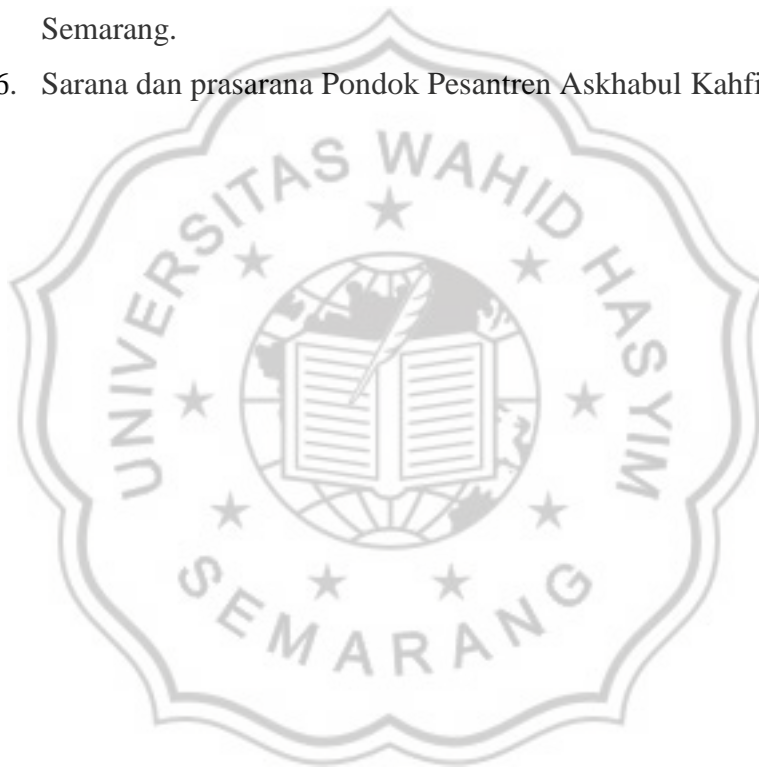 Semarang.
6. Sarana dan prasarana Pondok Pesantren Askhabul Kahfi
UNIVERSITAS WAHID HASYIM
SEMARANG